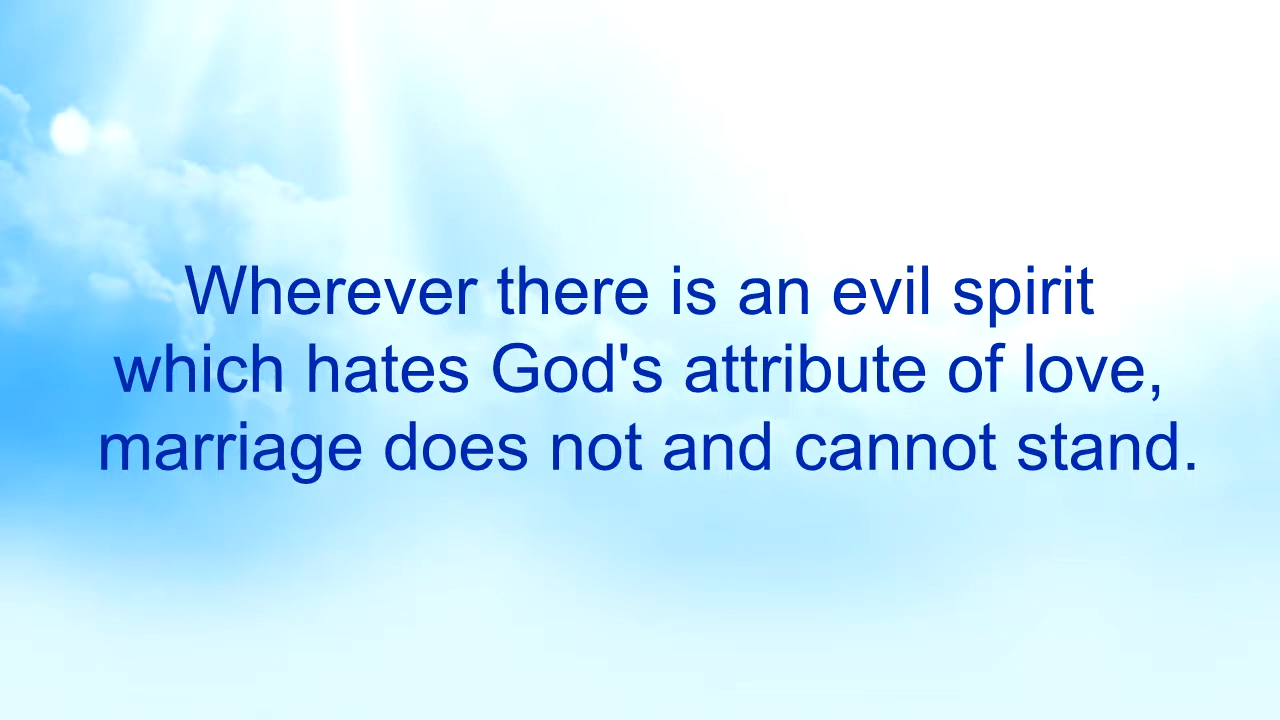 Wherever there is an evil spirit
which hates God's attribute of love,
marriage does not and cannot stand.